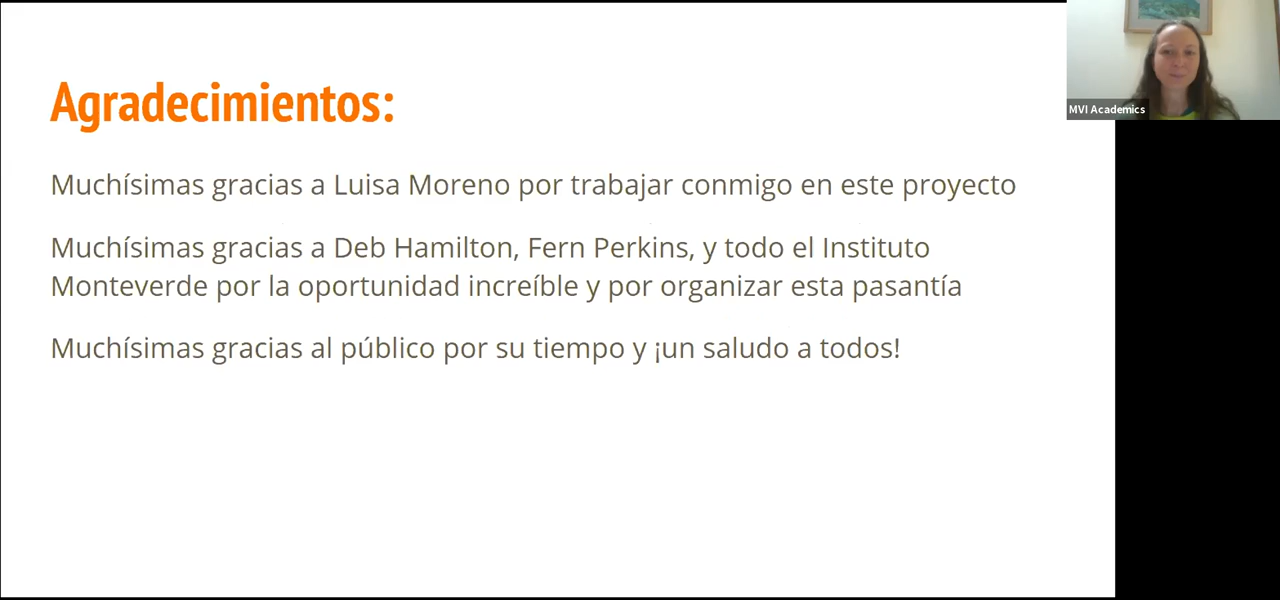 Agradecimientos:
Muchísimas gracias a Luisa Moreno por trabajar conmigo en este proyecto
Muchísimas gracias a Deb Hamilton, Fern Perkins, y todo el Instituto
Monteverde por la oportunidad increíble y por organizar esta pasantía
Muchísimas gracias al público por su tiempo y ¡un saludo a todos!
MVI Academics